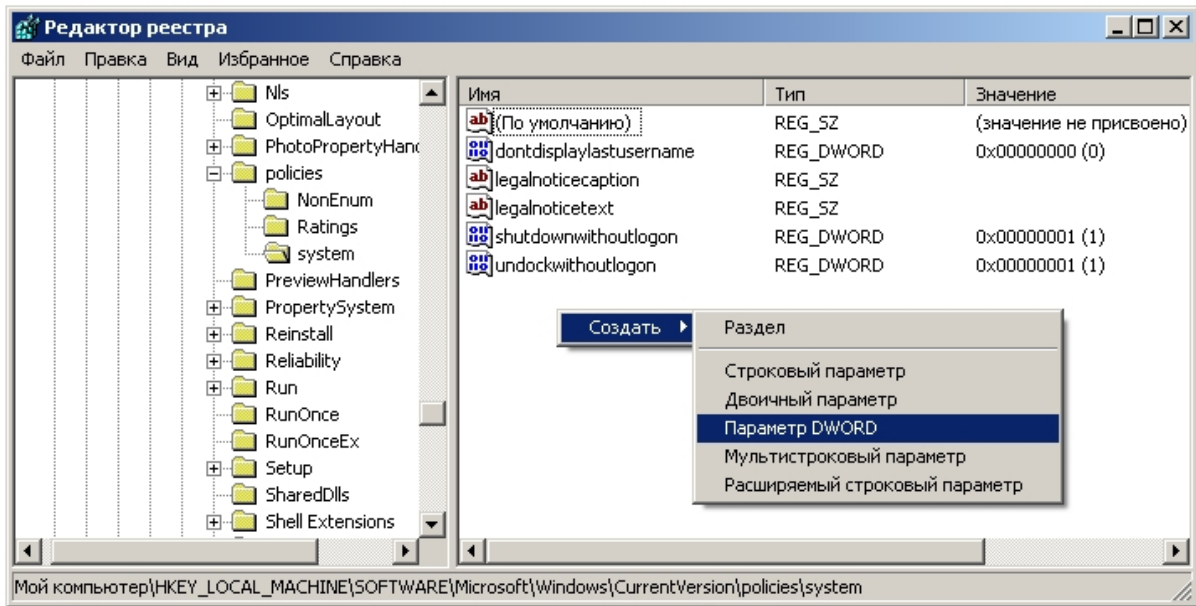 Редактор реестра
Файл Правка Вид Избранное Справка
Nls
OptimalLayout
PhotoPropertyHand
policies
NonEnum
Ratings
system
PreviewHandlers
PropertySystem
Reinstall
Reliability
Run
RunOnce
RunOnceEx
Setup
SharedDlls
Shell Extensions
Имя Тип Значение
(По умолчанию) REG_SZ (значение не присвоено)
dontdisplaylastusername REG_DWORD 0x00000000 (0)
legalnoticecaption REG_SZ
legalnoticetext REG_SZ
shutdownwithoutlogon REG_DWORD 0x00000001 (1)
undockwithoutlogon REG_DWORD 0x00000001 (1)
Создать
Раздел
Строковый параметр
Двоичный параметр
Параметр DWORD
Мультистроковый параметр
Расширяемый строковый параметр
Мой компьютер\HKEY_LOCAL_MACHINE\SOFTWARE\Microsoft\Windows\CurrentVersion\policies\system